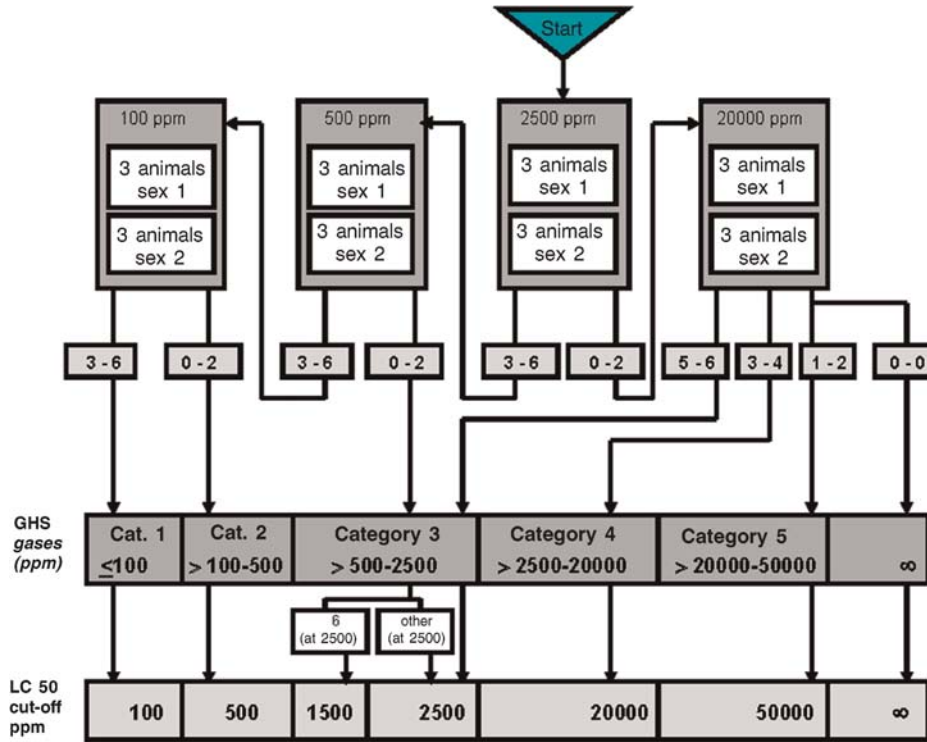 Start
100 ppm
500 ppm
2500 ppm
20000 ppm
3 animals
sex 1
3 animals
sex 1
3 animals
sex 1
3 animals
sex 1
3 animals
sex 2
3 animals
sex 2
3 animals
sex 2
3 animals
sex 2
3 - 6
0 - 2
3 - 6
0 - 2
3 - 6
0 - 2
5 - 6
3 - 4
1 - 2
0 - 0
GHS
gases
(ppm)
Cat. 1
≤100
Cat. 2
> 100-500
Category 3
> 500-2500
Category 4
> 2500-20000
Category 5
> 20000-50000
∞
6
(at 2500)
other
(at 2500)
LC 50
cut-off
ppm
100
500
1500
2500
20000
50000
∞